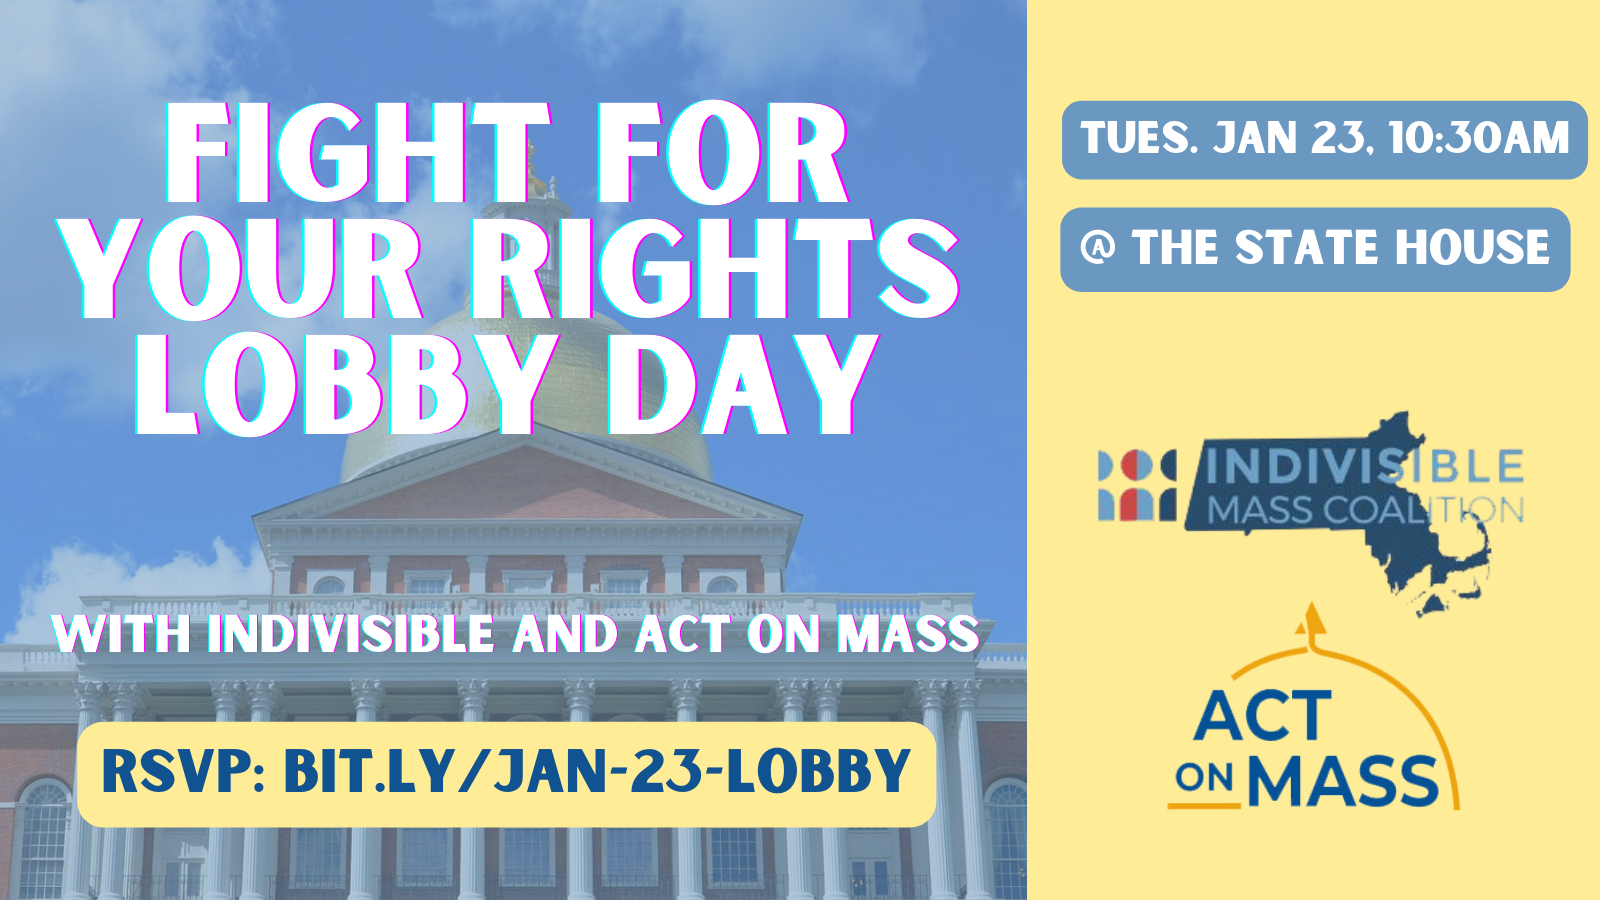 FIGHT FOR
YOUR RIGHTS
LOBBY DAY
WITH INDIVISIBLE AND ACT ON MASS
RSVP: BIT.LY/JAN-23-LOBBY
TUES. JAN 23, 10:30AM
@ THE STATE HOUSE
INDIVISIBLE
MASS COALITION
ACT
ON MASS